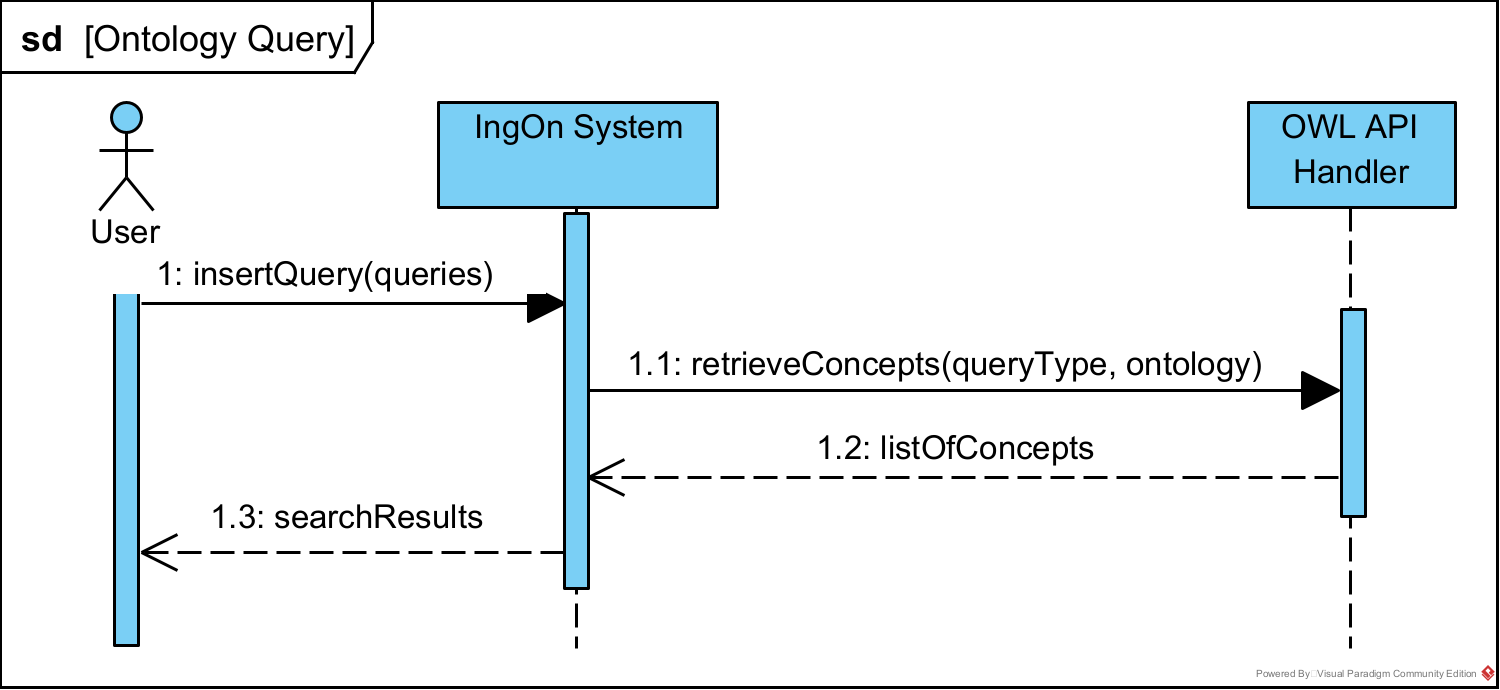 sd [Ontology Query]
IngOn System
OWL API
Handler
User
1: insertQuery(queries)
1.1: retrieveConcepts(queryType, ontology)
1.2: listOfConcepts
1.3: searchResults
Powered By Visual Paradigm Community Edition